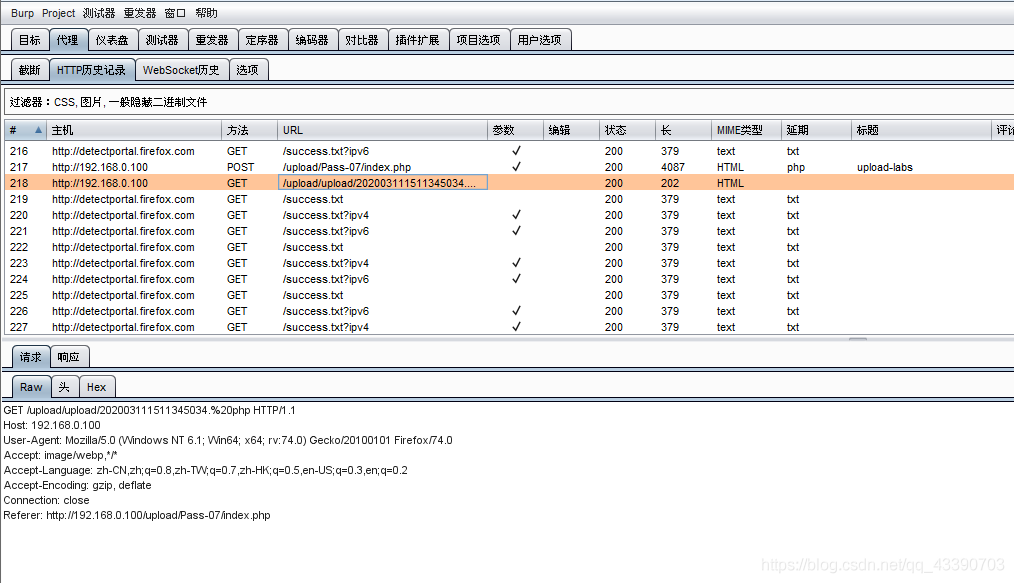 Burp Project 测试器 重发器 窗口 帮助
目标 代理 仪表盘 测试器 重发器 定序器 编码器 对比器 插件扩展 项目选项 用户选项
截断 HTTP历史记录 WebSocket历史 选项
过滤器：CSS, 图片, 一般隐藏二进制文件
# 主机 方法 URL 参数 编辑 状态 长 MIME类型 延期 标题 评论
216 http://detectportal.firefox.com GET /success.txt?ipv6 ✓ 200 379 text txt
217 http://192.168.0.100 POST /upload/Pass-07/index.php ✓ 200 4087 HTML php upload-labs
218 http://192.168.0.100 GET /upload/upload/202003111511345034.... 200 202 HTML
219 http://detectportal.firefox.com GET /success.txt 200 379 text txt
220 http://detectportal.firefox.com GET /success.txt?ipv4 ✓ 200 379 text txt
221 http://detectportal.firefox.com GET /success.txt?ipv6 ✓ 200 379 text txt
222 http://detectportal.firefox.com GET /success.txt 200 379 text txt
223 http://detectportal.firefox.com GET /success.txt?ipv4 ✓ 200 379 text txt
224 http://detectportal.firefox.com GET /success.txt?ipv6 ✓ 200 379 text txt
225 http://detectportal.firefox.com GET /success.txt 200 379 text txt
226 http://detectportal.firefox.com GET /success.txt?ipv6 ✓ 200 379 text txt
227 http://detectportal.firefox.com GET /success.txt?ipv4 ✓ 200 379 text txt
请求 响应
Raw 头 Hex
GET /upload/upload/202003111511345034.%20php HTTP/1.1
Host: 192.168.0.100
User-Agent: Mozilla/5.0 (Windows NT 6.1; Win64; x64; rv:74.0) Gecko/20100101 Firefox/74.0
Accept: image/webp,*/*
Accept-Language: zh-CN,zh;q=0.8,zh-TW;q=0.7,zh-HK;q=0.5,en-US;q=0.3,en;q=0.2
Accept-Encoding: gzip, deflate
Connection: close
Referer: http://192.168.0.100/upload/Pass-07/index.php
https://blog.csdn.net/qq_43390703